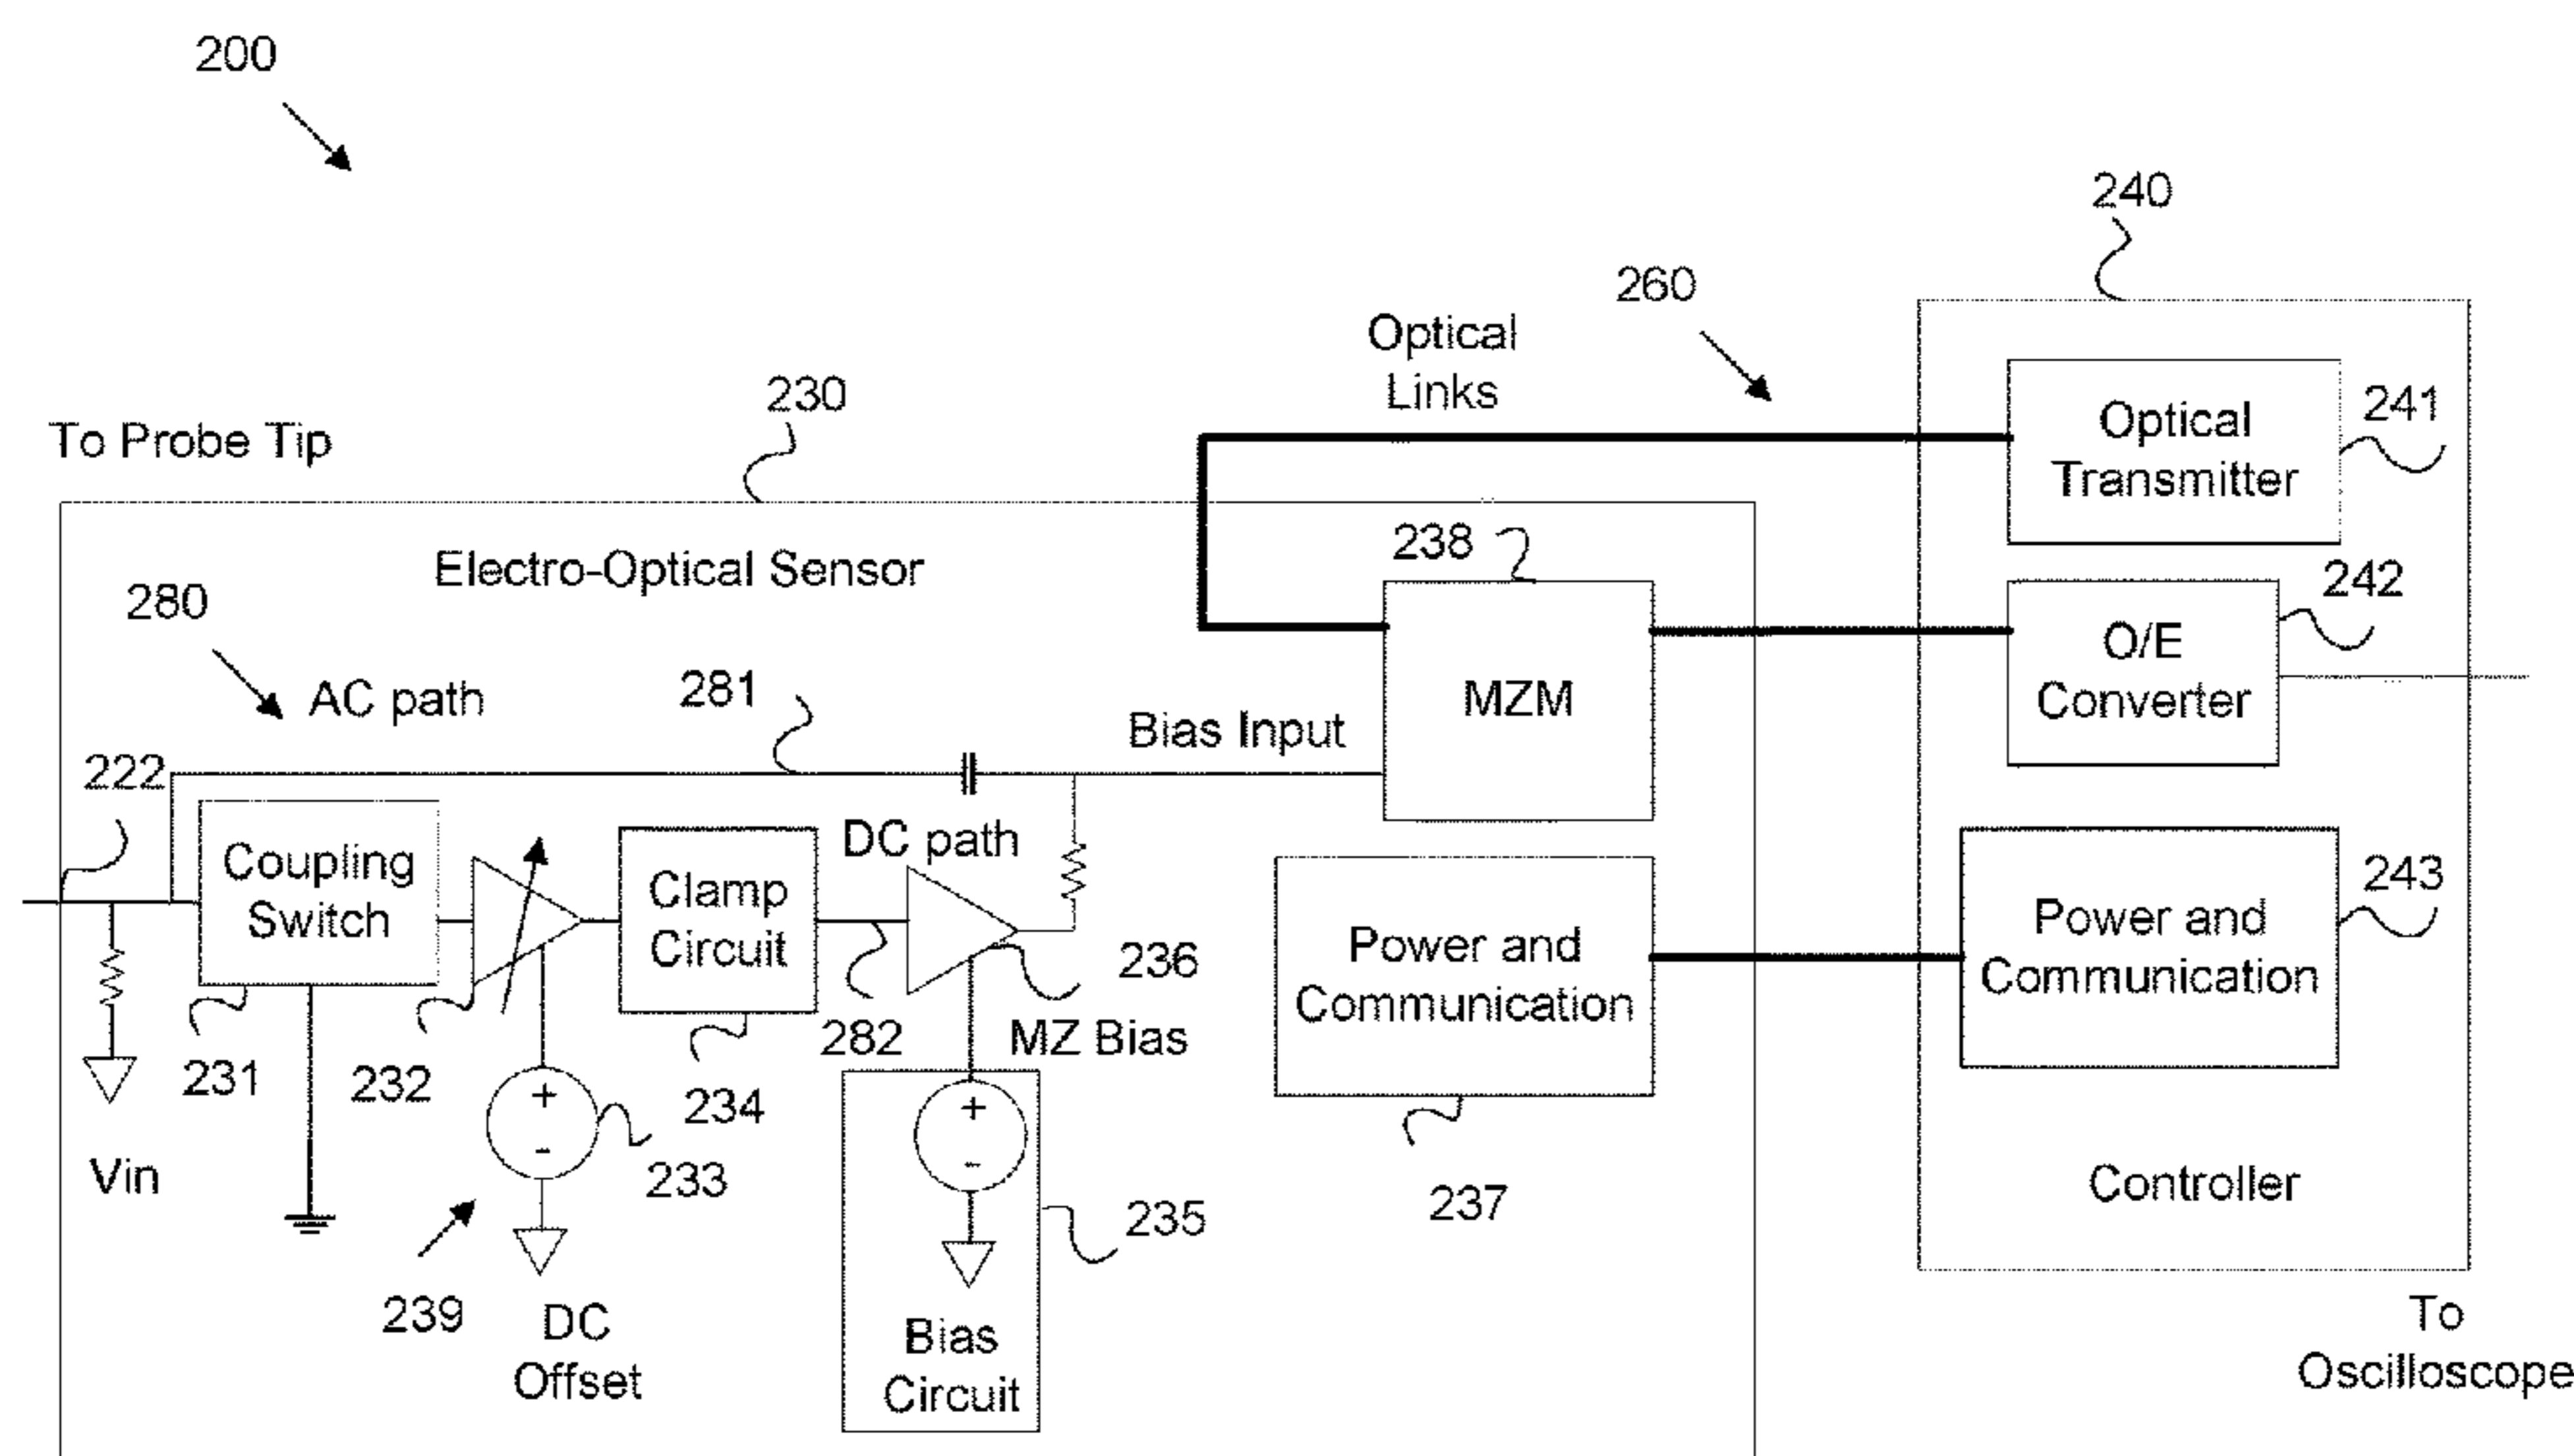 200
240
260
Optical
Links
230
To Probe Tip
Optical
Transmitter
241
238
Electro-Optical Sensor
242
280
AC path
281
O/E
Converter
MZM
Bias Input
222
DC path
Coupling
Switch
Clamp
Circuit
243
Power and
Communication
Power and
Communication
236
282
MZ Bias
231
232
+
-
234
+
-
233
Vin
237
Controller
235
239
DC
Offset
Bias
Circuit
To
Oscilloscope